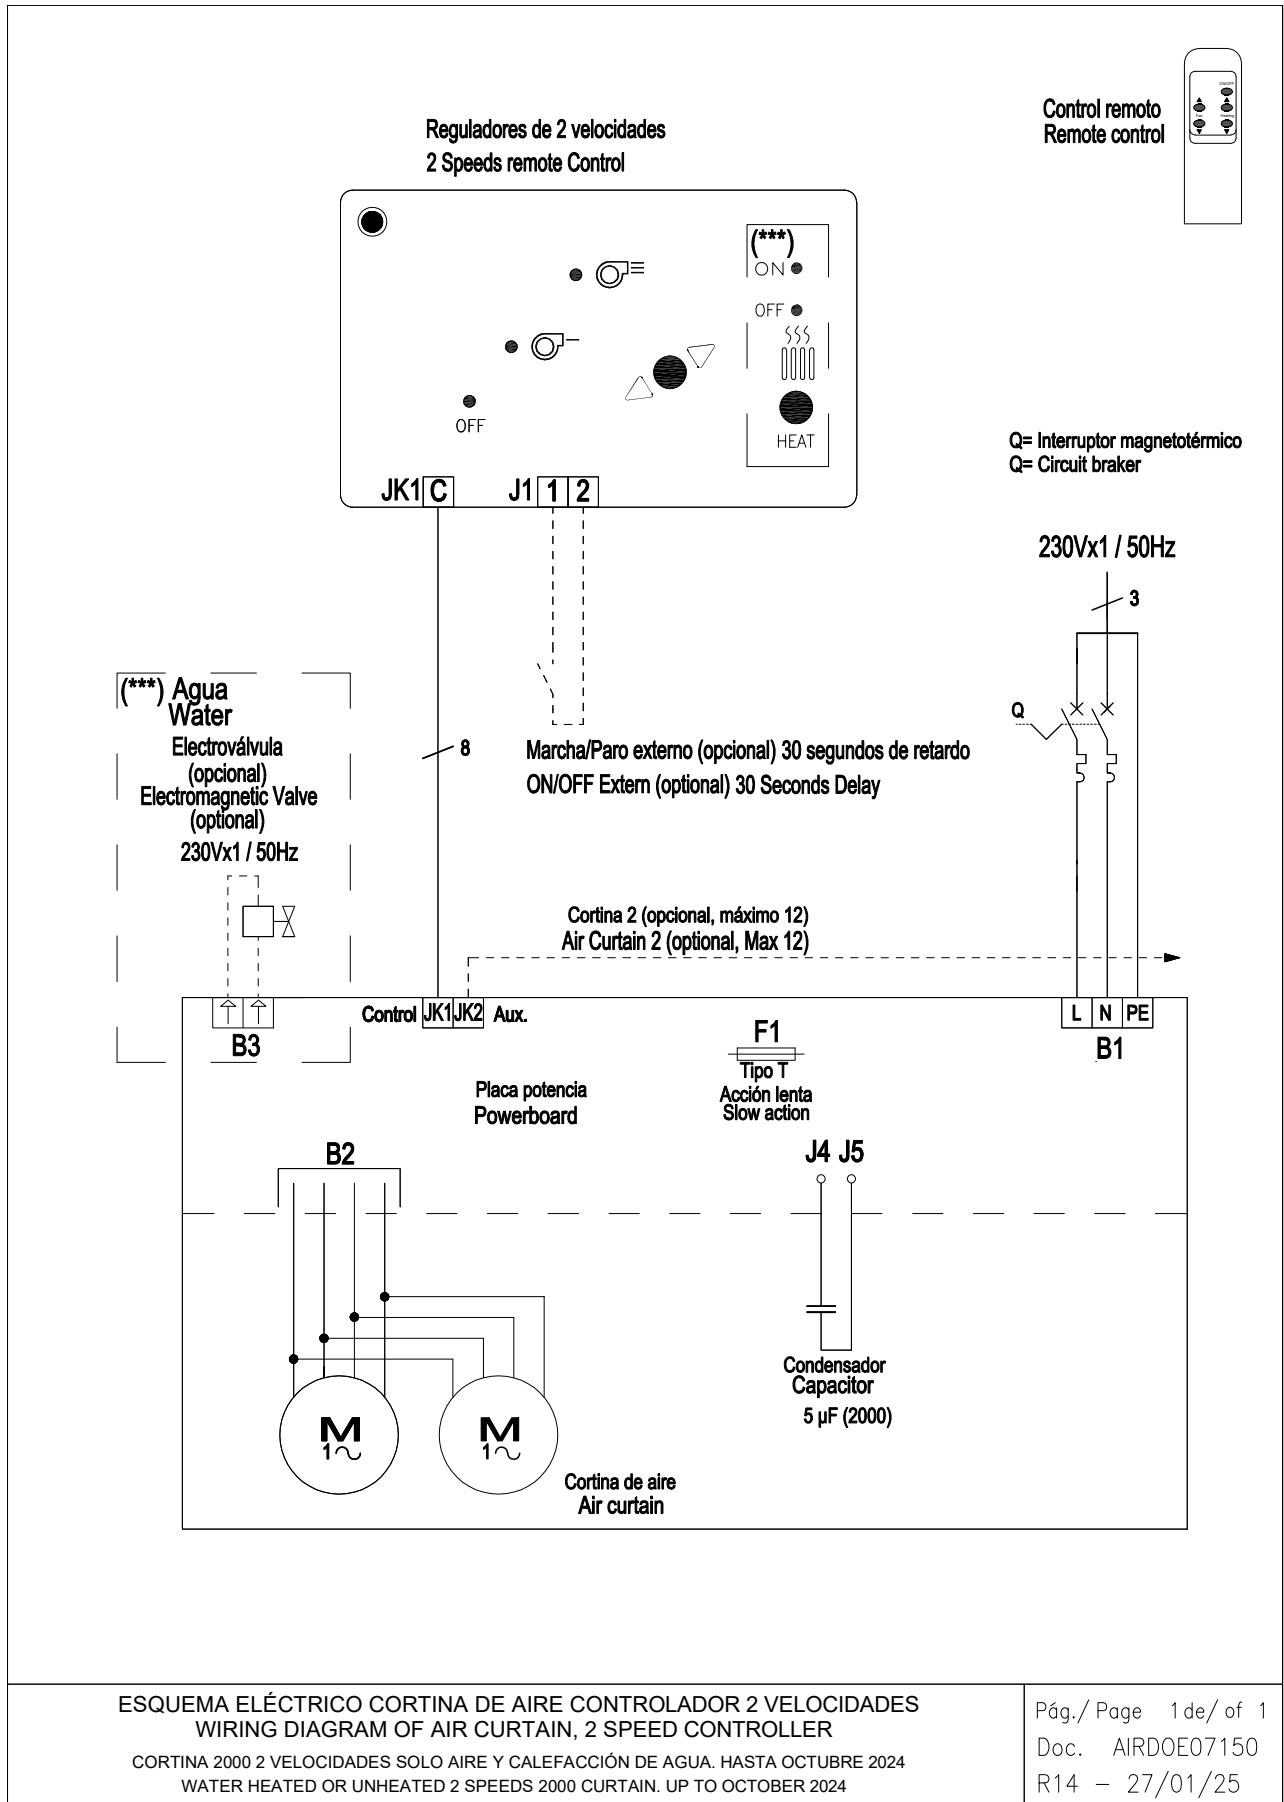 Control remoto
Remote control
ON/OFF
Fan
Heating
Reguladores de 2 velocidades
2 Speeds remote Control
(***)
ON
OFF
HEAT
OFF
JK1 C
J1 1 2
Q= Interruptor magnetotérmico
Q= Circuit braker
230Vx1 / 50Hz
3
Q
(***) Agua
Water
Electroválvula
(opcional)
Electromagnetic Valve
(optional)
230Vx1 / 50Hz
8
Marcha/Paro externo (opcional) 30 segundos de retardo
ON/OFF Extern (optional) 30 Seconds Delay
Cortina 2 (opcional, máximo 12)
Air Curtain 2 (optional, Max 12)
B3
Control JK1 JK2 Aux.
L N PE
B1
F1
Tipo T
Acción lenta
Slow action
Placa potencia
Powerboard
B2
J4 J5
Condensador
Capacitor
5 µF (2000)
M
1
M
1
Cortina de aire
Air curtain
ESQUEMA ELÉCTRICO CORTINA DE AIRE CONTROLADOR 2 VELOCIDADES
WIRING DIAGRAM OF AIR CURTAIN, 2 SPEED CONTROLLER
CORTINA 2000 2 VELOCIDADES SOLO AIRE Y CALEFACCIÓN DE AGUA. HASTA OCTUBRE 2024
WATER HEATED OR UNHEATED 2 SPEEDS 2000 CURTAIN. UP TO OCTOBER 2024
Pág./ Page 1 de/ of 1
Doc. AIRDOE07150
R14 – 27/01/25